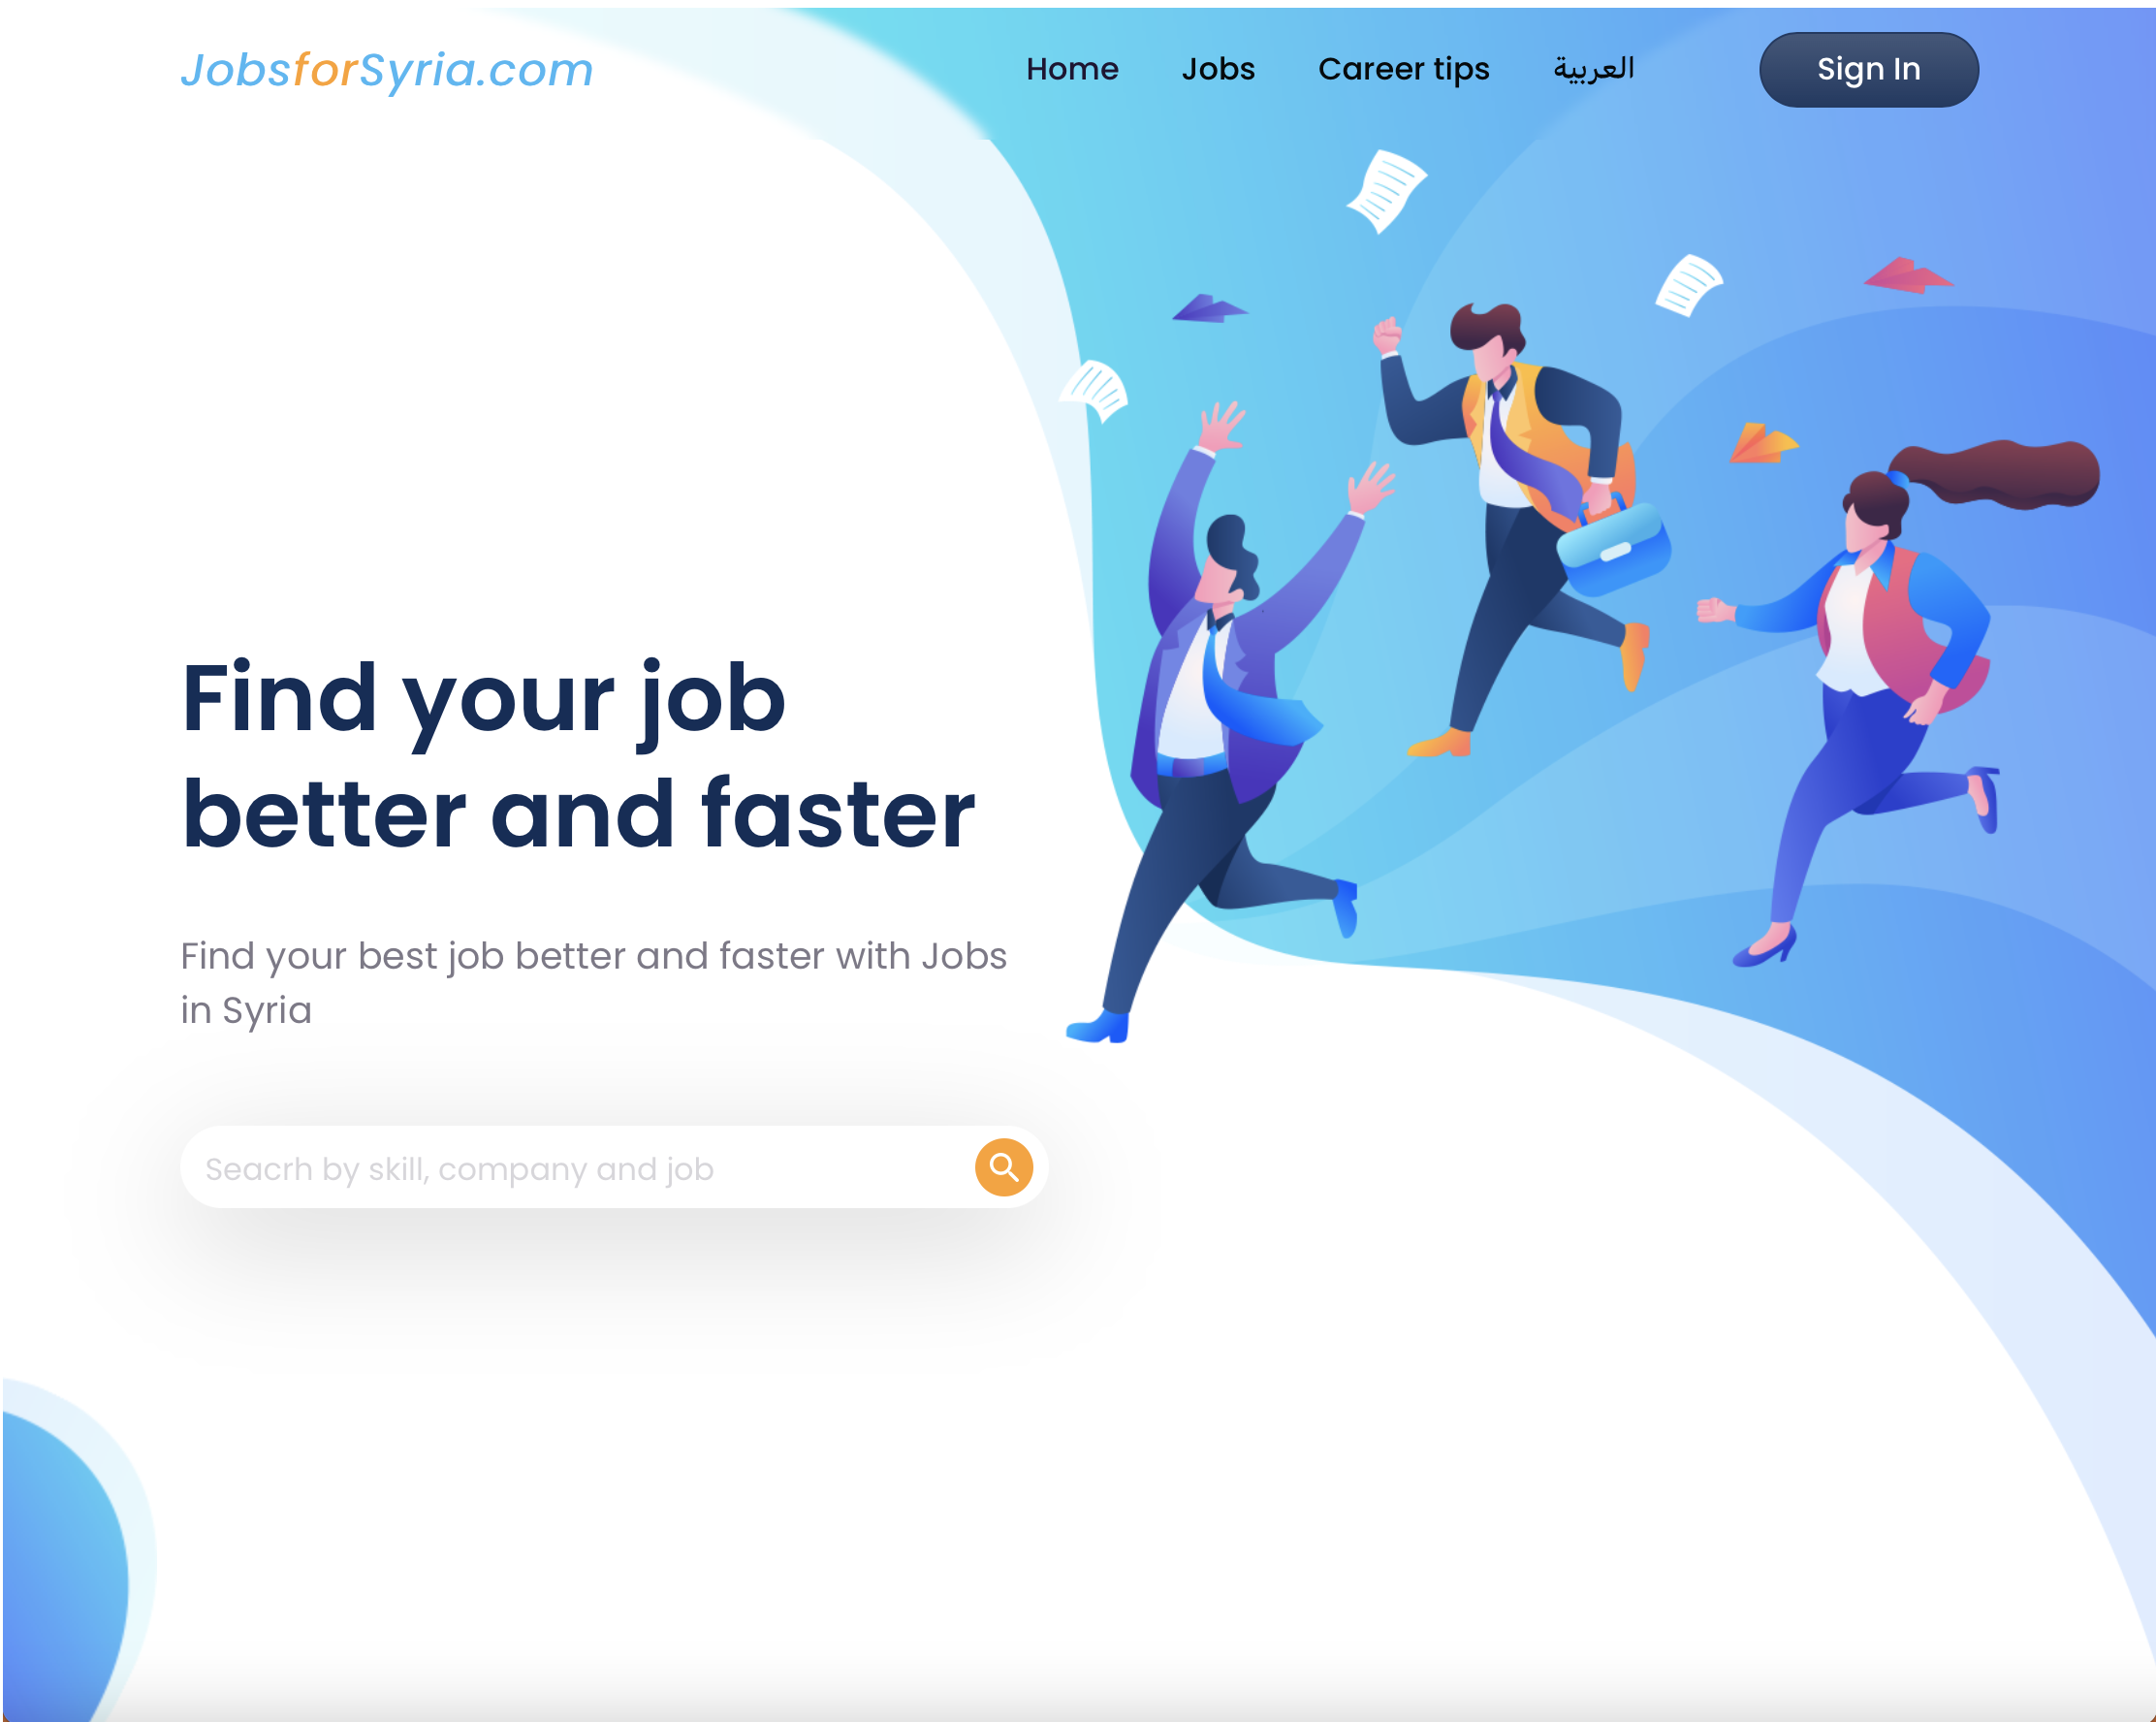 JobsforSyria.com
Home Jobs Career tips العربية Sign In
Find your job
better and faster
Find your best job better and faster with Jobs
in Syria
Seacrh by skill, company and job